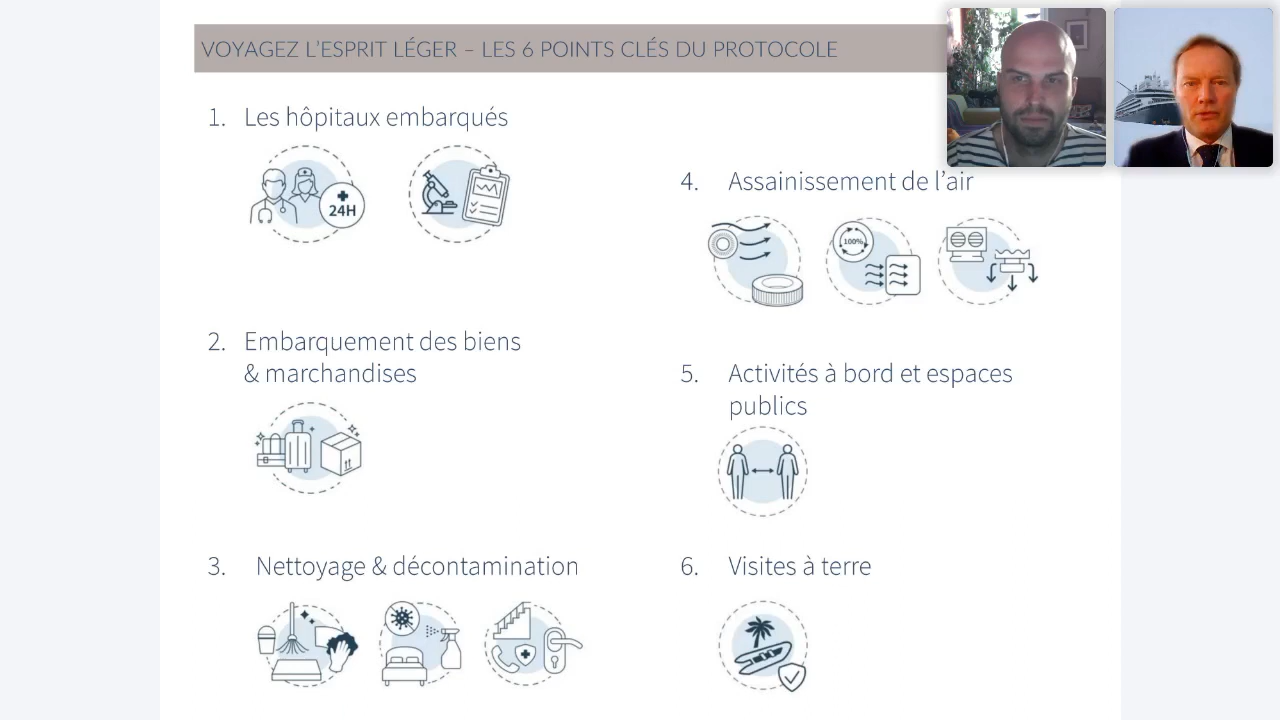 VOYAGEZ L'ESPRIT LÉGER – LES 6 POINTS CLÉS DU PROTOCOLE
1. Les hôpitaux embarqués
24H
2. Embarquement des biens
& marchandises
3. Nettoyage & décontamination
4. Assainissement de l'air
100%
5. Activités à bord et espaces
publics
6. Visites à terre